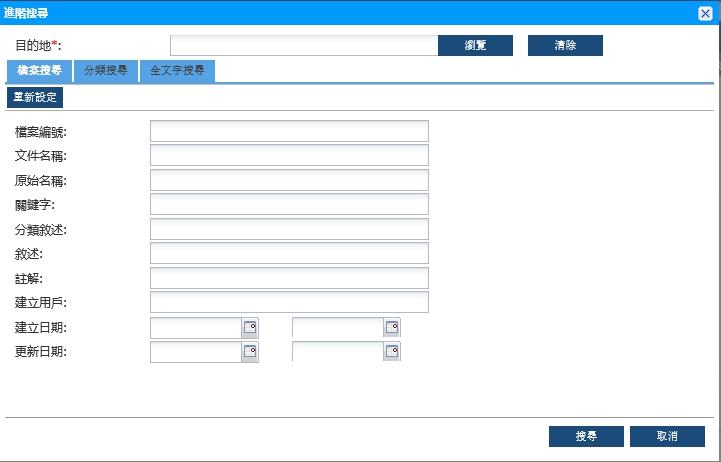 進階搜尋
目的地*: 瀏覽 清除
檔案搜尋 分類搜尋 全文字搜尋
重新設定
檔案編號:
文件名稱:
原始名稱:
關鍵字:
分類敘述:
敘述:
註解:
建立用戶:
建立日期:
更新日期:
搜尋 取消